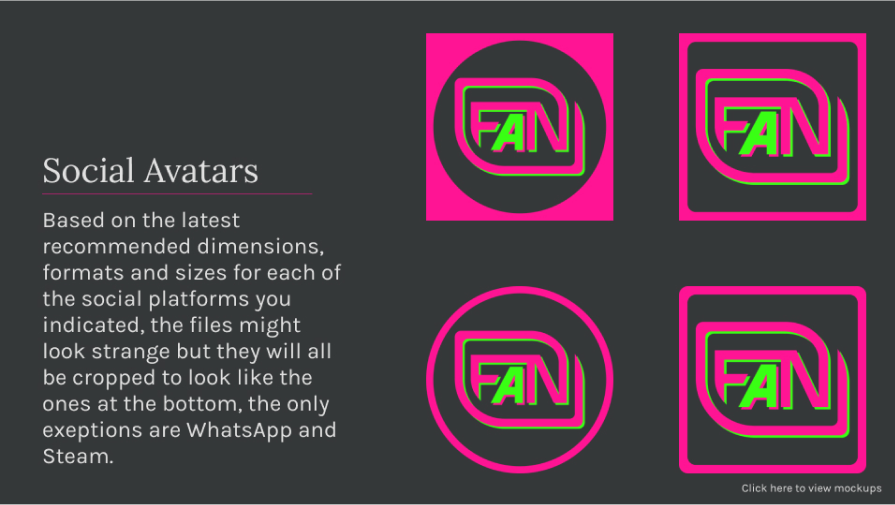 Social Avatars
Based on the latest
recommended dimensions,
formats and sizes for each of
the social platforms you
indicated, the files might
look strange but they will all
be cropped to look like the
ones at the bottom, the only
exeptions are WhatsApp and
Steam.
FAN
FAN
FAN
FAN
Click here to view mockups